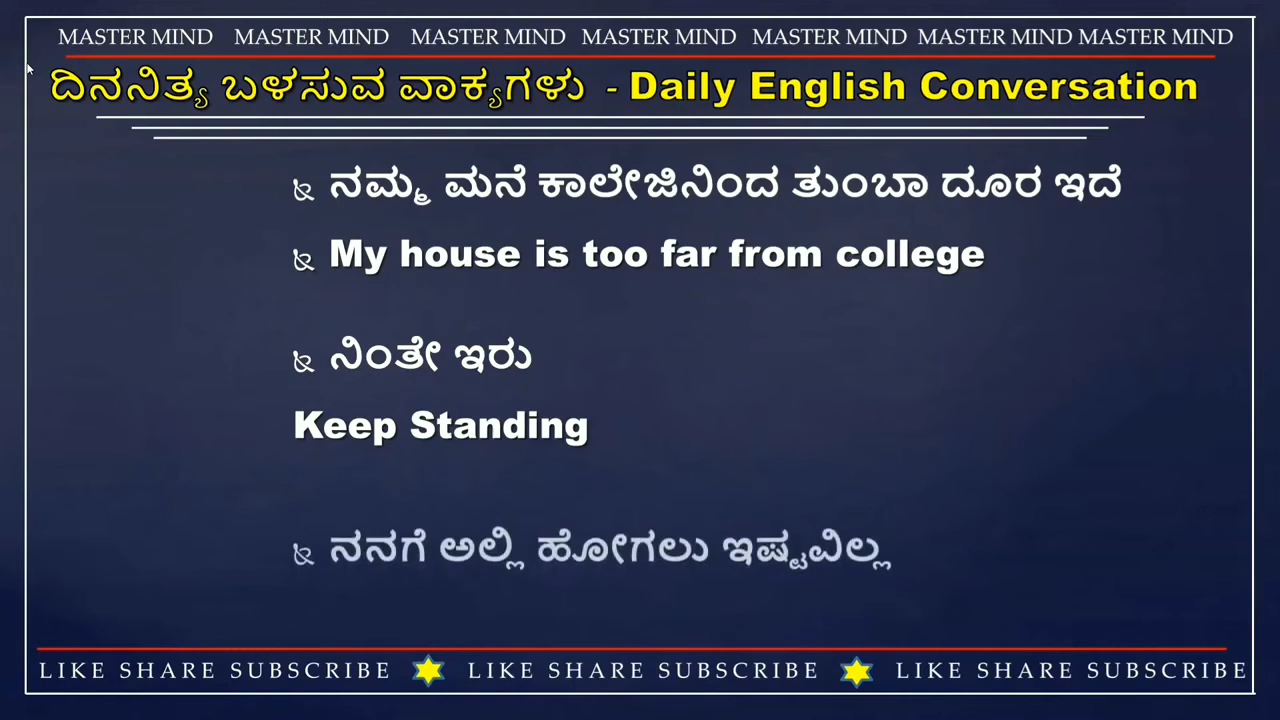 MASTER MIND MASTER MIND MASTER MIND MASTER MIND MASTER MIND MASTER MIND MASTER MIND
ದಿನನಿತ್ಯ ಬಳಸುವ ವಾಕ್ಯಗಳು - Daily English Conversation
ನಮ್ಮ ಮನೆ ಕಾಲೇಜಿನಿಂದ ತುಂಬಾ ದೂರ ಇದೆ
My house is too far from college
ನಿಂತೇ ಇರು
Keep Standing
ನನಗೆ ಅಲ್ಲಿ ಹೋಗಲು ಇಷ್ಟವಿಲ್ಲ
LIKE SHARE SUBSCRIBE LIKE SHARE SUBSCRIBE LIKE SHARE SUBSCRIBE